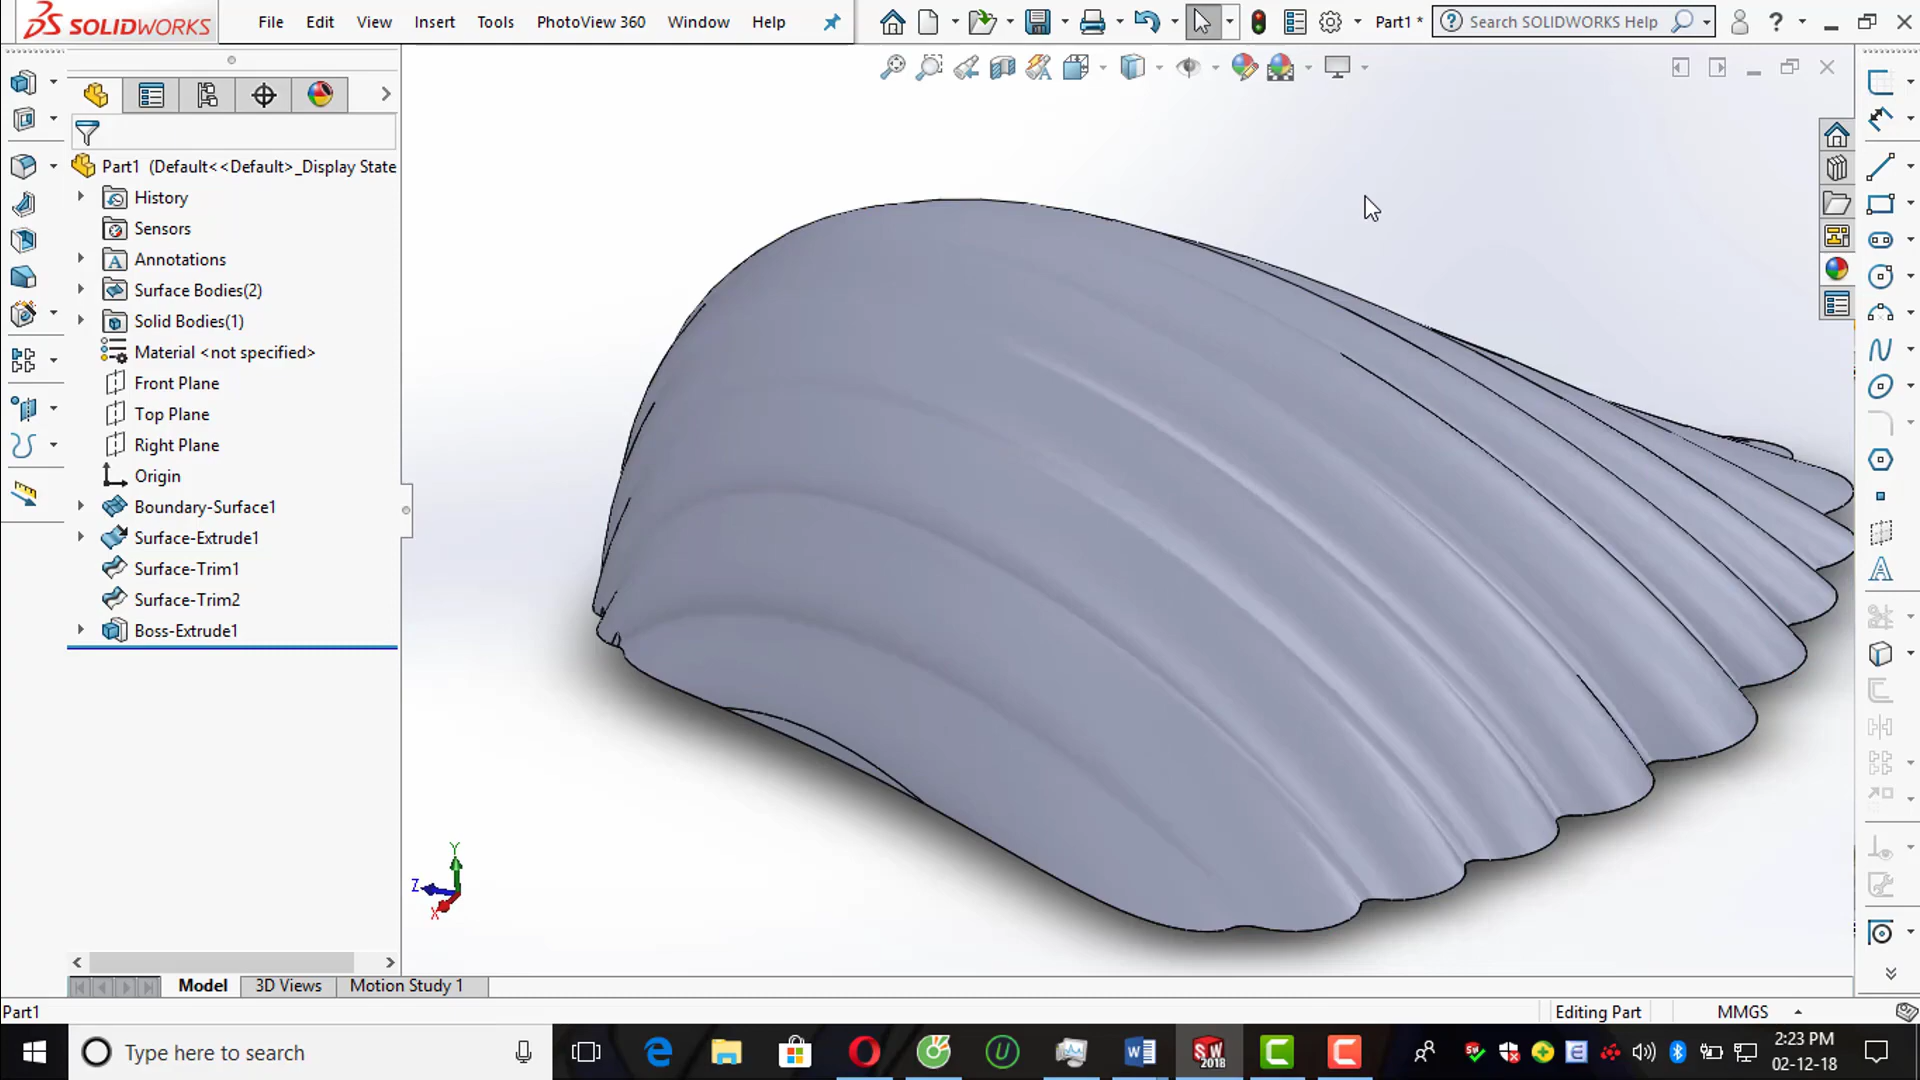 SOLIDWORKS File Edit View Insert Tools PhotoView 360 Window Help Part1 * Search SOLIDWORKS Help
Part1 (Default<<Default>_Display State
History
Sensors
Annotations
Surface Bodies(2)
Solid Bodies(1)
Material <not specified>
Front Plane
Top Plane
Right Plane
Origin
Boundary-Surface1
Surface-Extrude1
Surface-Trim1
Surface-Trim2
Boss-Extrude1
Y
Z
X
Model 3D Views Motion Study 1
Part1 Editing Part MMGS
Type here to search SW 2018 2:23 PM
02-12-18